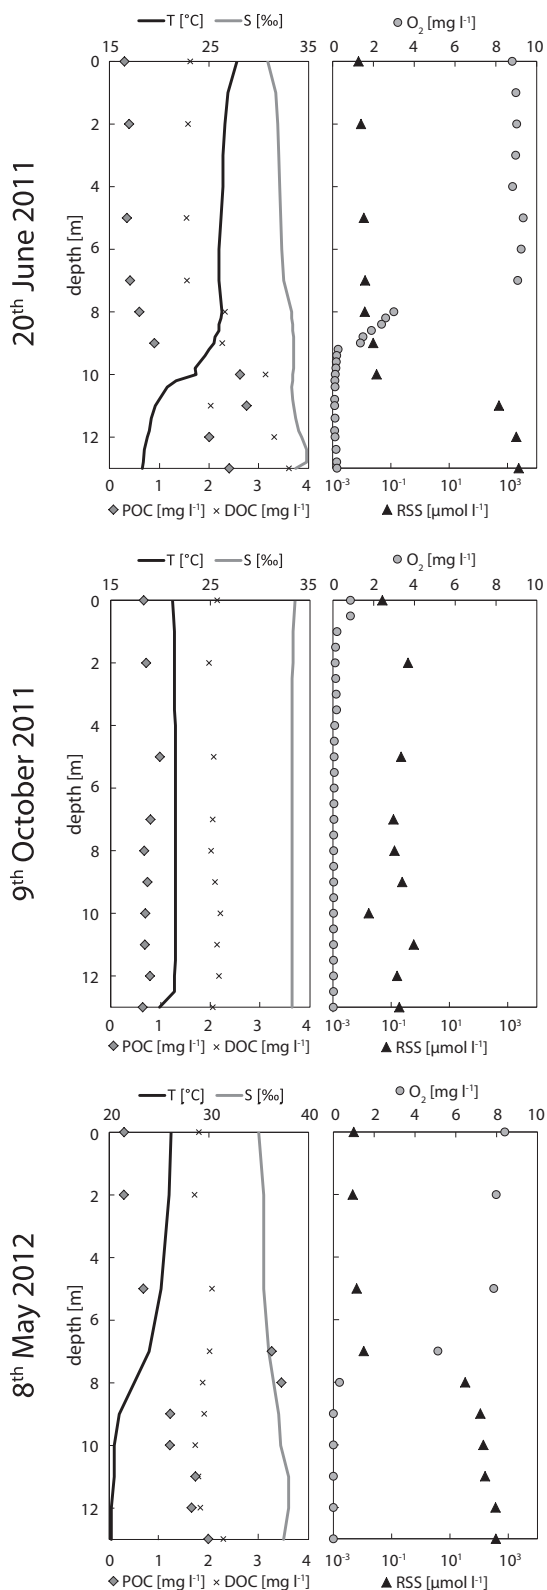 T [°C] S [‰] O₂ [mg l⁻¹]
15 25 35 0 2 4 6 8 10
20ᵗʰ June 2011
depth [m]
0
2
4
6
8
10
12
0 1 2 3 4 10⁻³ 10⁻¹ 10¹ 10³
POC [mg l⁻¹] × DOC [mg l⁻¹] RSS [µmol l⁻¹]
T [°C] S [‰] O₂ [mg l⁻¹]
15 25 35 0 2 4 6 8 10
9ᵗʰ October 2011
depth [m]
0
2
4
6
8
10
12
0 1 2 3 4 10⁻³ 10⁻¹ 10¹ 10³
POC [mg l⁻¹] × DOC [mg l⁻¹] RSS [µmol l⁻¹]
T [°C] S [‰] O₂ [mg l⁻¹]
20 30 40 0 2 4 6 8 10
8ᵗʰ May 2012
depth [m]
0
2
4
6
8
10
12
0 1 2 3 4 10⁻³ 10⁻¹ 10¹ 10³
POC [mg l⁻¹] × DOC [mg l⁻¹] RSS [µmol l⁻¹]